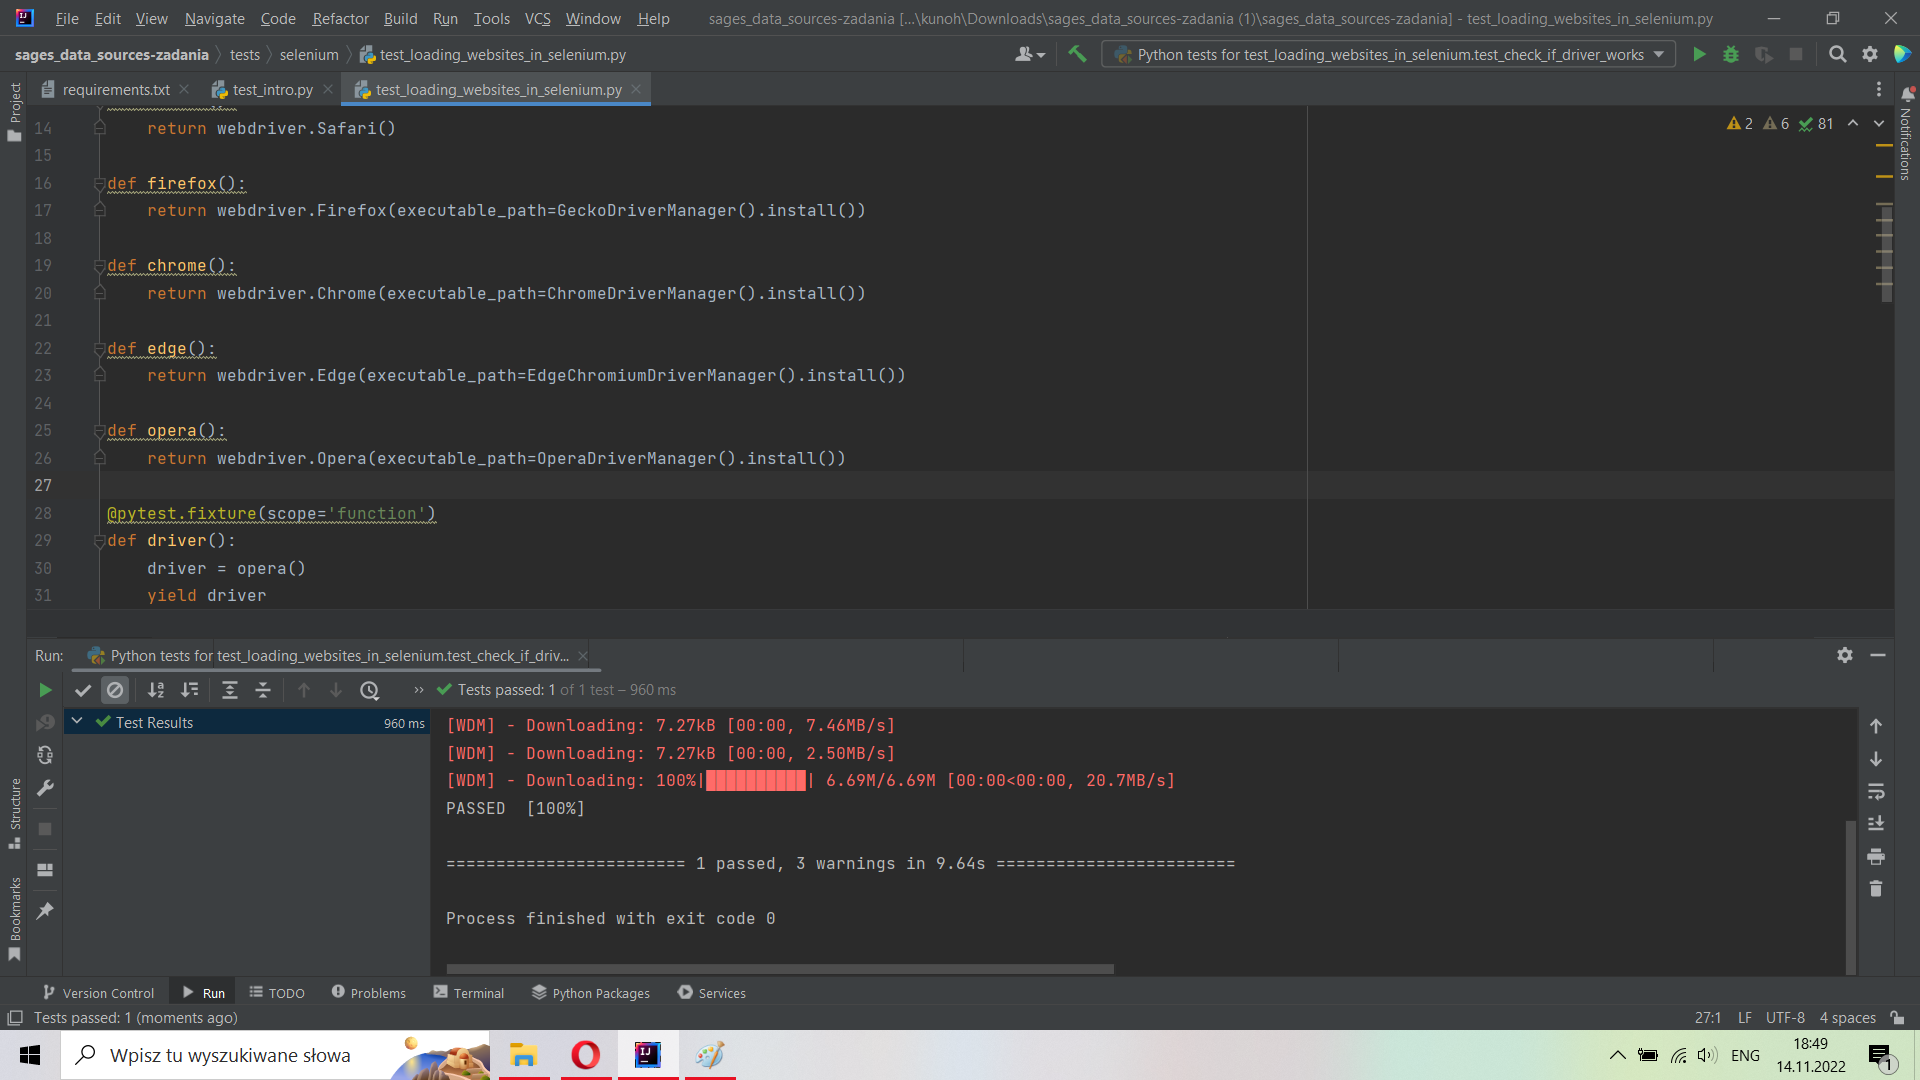 File Edit View Navigate Code Refactor Build Run Tools VCS Window Help sages_data_sources-zadania [...\kunoh\Downloads\sages_data_sources-zadania (1)\sages_data_sources-zadania] - test_loading_websites_in_selenium.py
sages_data_sources-zadania tests selenium test_loading_websites_in_selenium.py Python tests for test_loading_websites_in_selenium.test_check_if_driver_works
Project
requirements.txt test_intro.py test_loading_websites_in_selenium.py
Notifications
2 6 81
14 return webdriver.Safari()
15
16 def firefox():
17 return webdriver.Firefox(executable_path=GeckoDriverManager().install())
18
19 def chrome():
20 return webdriver.Chrome(executable_path=ChromeDriverManager().install())
21
22 def edge():
23 return webdriver.Edge(executable_path=EdgeChromiumDriverManager().install())
24
25 def opera():
26 return webdriver.Opera(executable_path=OperaDriverManager().install())
27
28 @pytest.fixture(scope='function')
29 def driver():
30 driver = opera()
31 yield driver
Run: Python tests for test_loading_websites_in_selenium.test_check_if_driv...
Tests passed: 1 of 1 test – 960 ms
Test Results 960 ms
[WDM] - Downloading: 7.27kB [00:00, 7.46MB/s]
[WDM] - Downloading: 7.27kB [00:00, 2.50MB/s]
[WDM] - Downloading: 100%|██████████| 6.69M/6.69M [00:00<00:00, 20.7MB/s]
PASSED [100%]
======================== 1 passed, 3 warnings in 9.64s ========================
Process finished with exit code 0
Structure
Bookmarks
Version Control Run TODO Problems Terminal Python Packages Services
Tests passed: 1 (moments ago) 27:1 LF UTF-8 4 spaces
Wpisz tu wyszukiwane słowa
ENG
18:49
14.11.2022
1